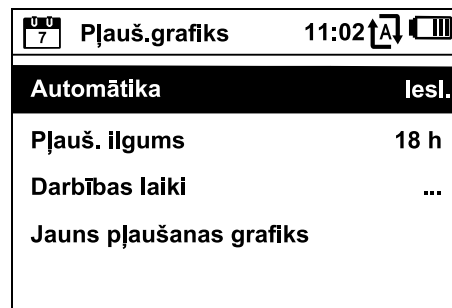 7 Pļauš.grafiks 11:02 A
Automātika Iesl.
Pļauš. ilgums 18 h
Darbības laiki ...
Jauns pļaušanas grafiks